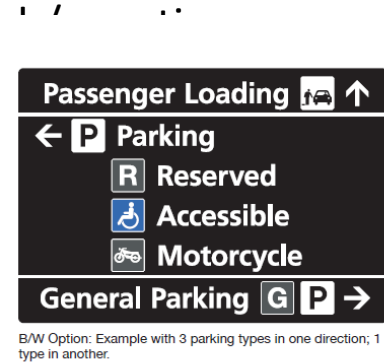 Passenger Loading ↑
← P Parking
R Reserved
Accessible
Motorcycle
General Parking G P →
B/W Option: Example with 3 parking types in one direction; 1
type in another.